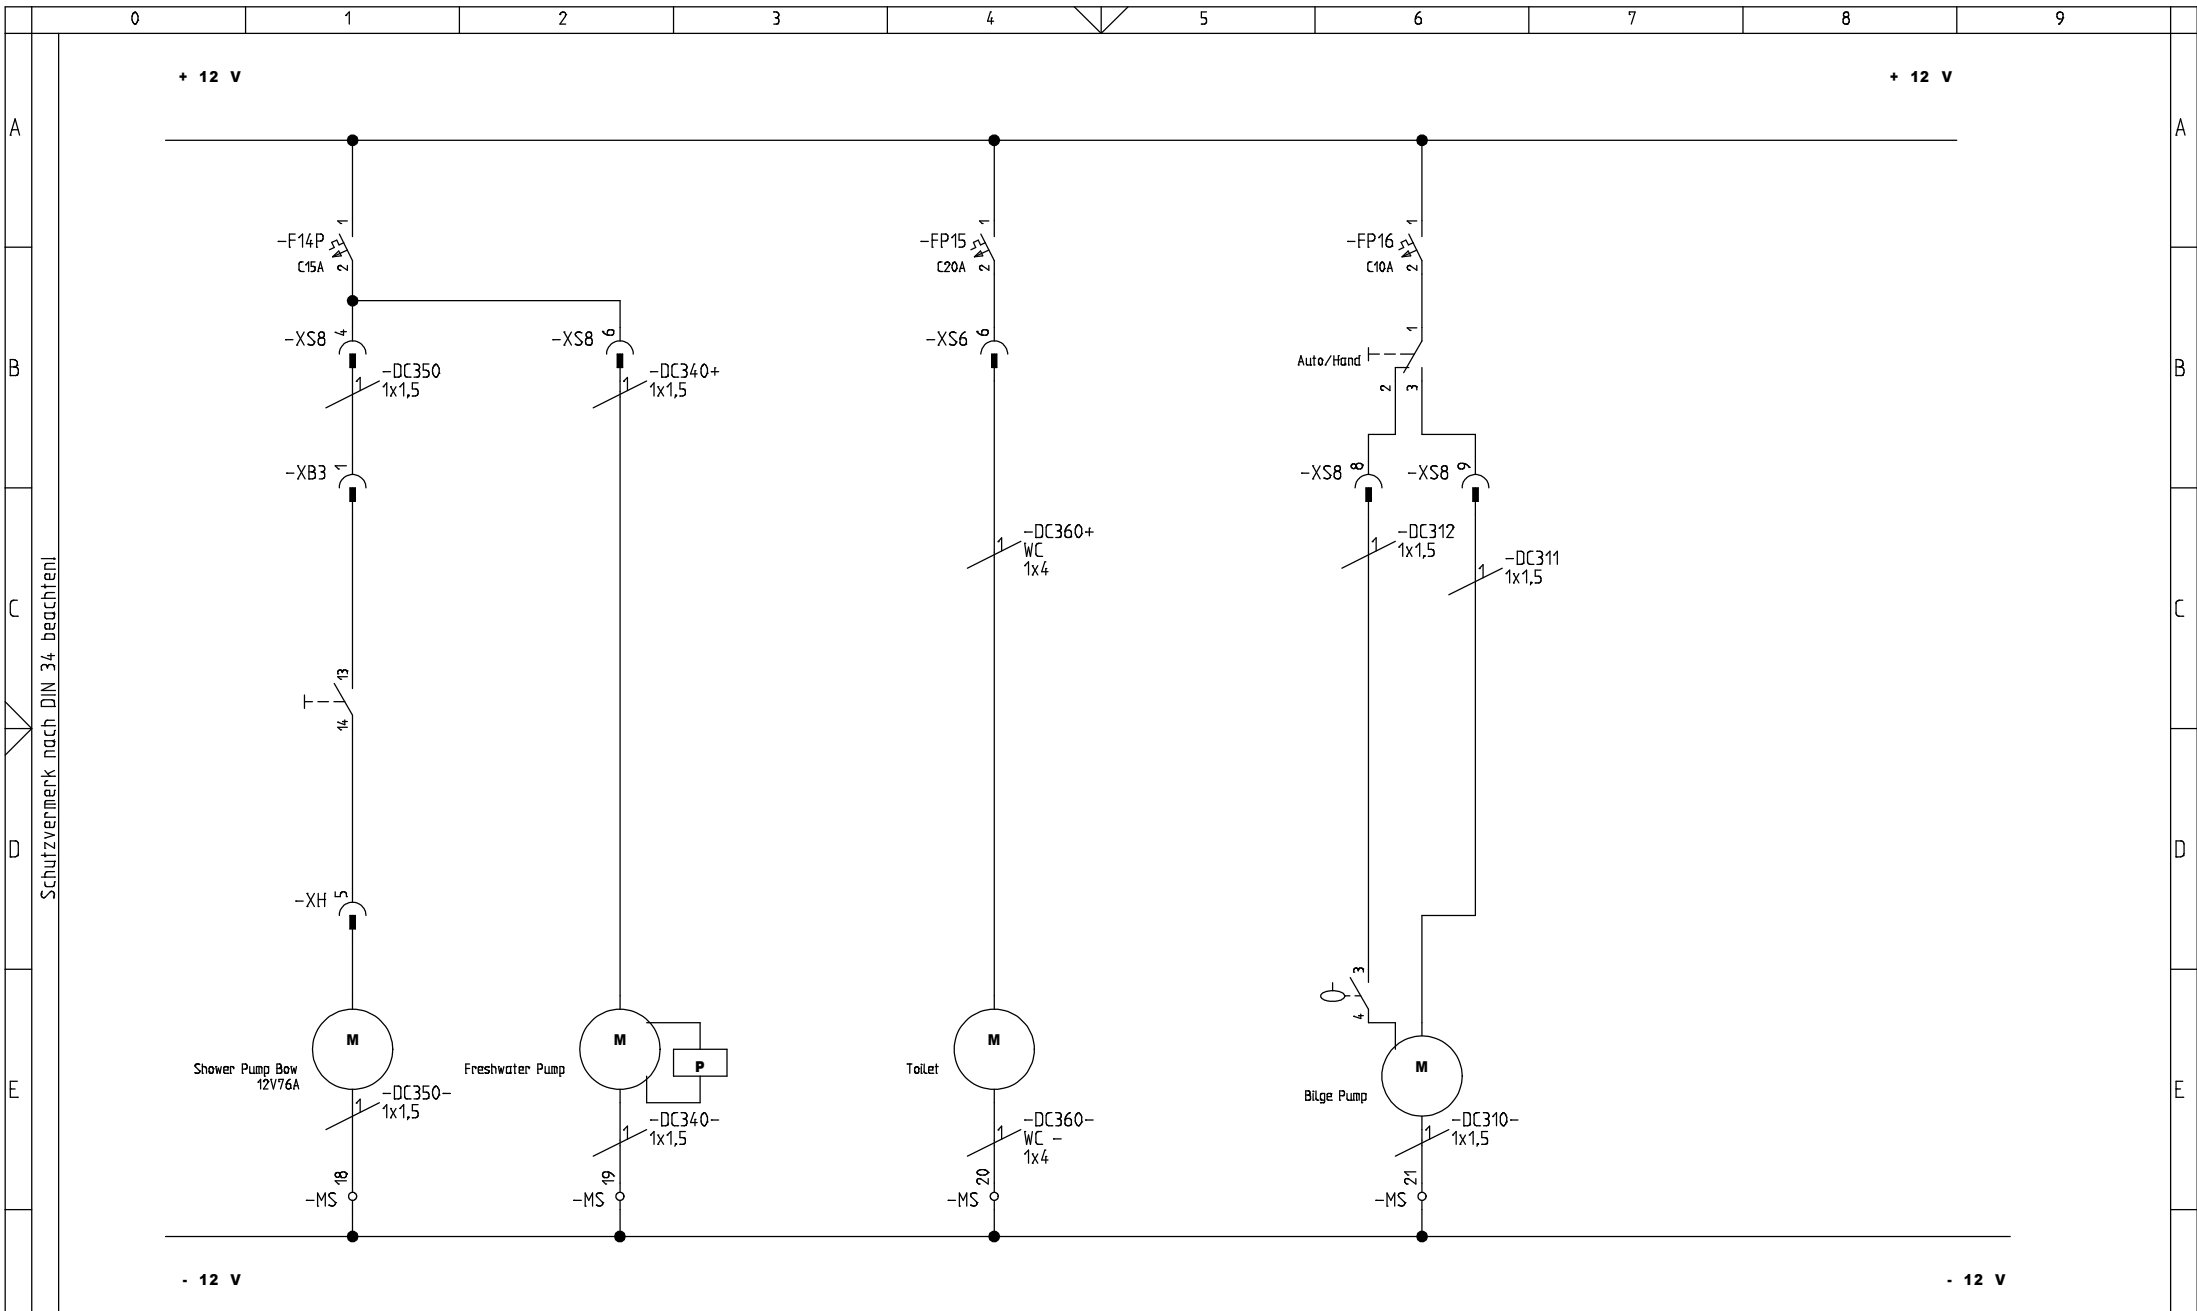 0 1 2 3 4 5 6 7 8 9
+ 12 V + 12 V
A A
1 1 1
-F14P -FP15 -FP16
C15A 2 C20A 2 C10A 2
-XS8 4 -XS8 6 -XS6 6 1
B Auto/Hand B
1 -DC350 1 -DC340+ 2 3
1x1,5 1x1,5
-XB3 1 -XS8 8 -XS8 9
1 -DC360+ 1 -DC312
WC 1x1,5
1x4 1 -DC311
1x1,5
C C
Schutzvermerk nach DIN 34 beachten!
13
14
D D
-XH 5
3
4
M M M
P M
Shower Pump Bow Freshwater Pump Toilet
12V76A
E Bilge Pump E
1 -DC350-
1x1,5
1 -DC340- 1 -DC360- 1 -DC310-
1x1,5 WC - 1x1,5
1x4
18 19 20 21
-MS -MS -MS -MS
- 12 V - 12 V